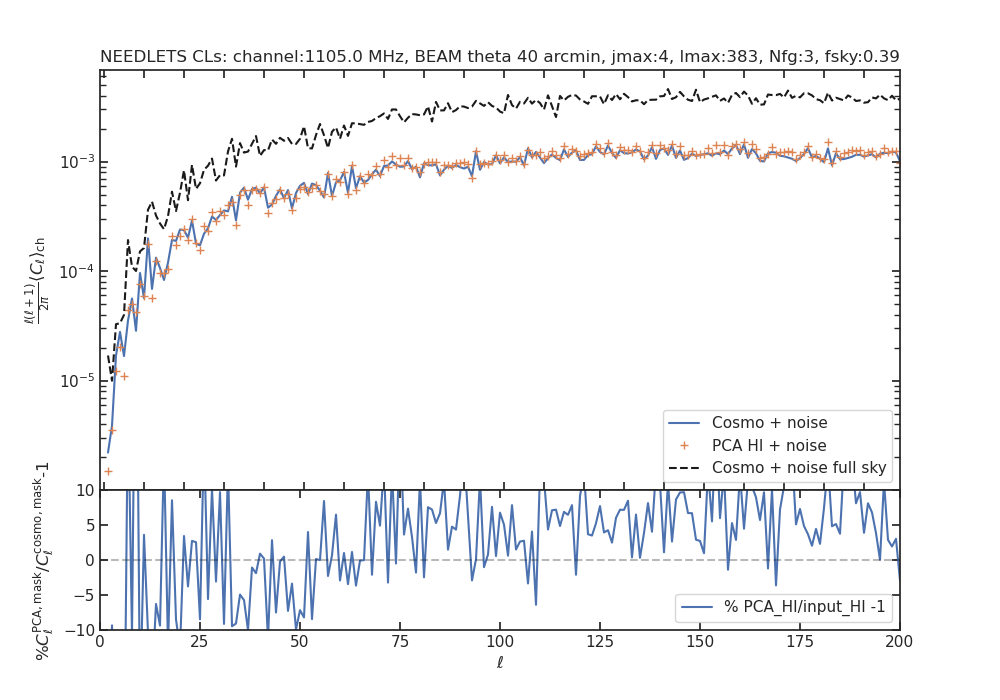 NEEDLETS CLs: channel:1105.0 MHz, BEAM theta 40 arcmin, jmax:4, lmax:383, Nfg:3, fsky:0.39
10⁻³
10⁻⁴
10⁻⁵
ℓ(ℓ+1)/2π ⟨C_ℓ⟩_ch
Cosmo + noise
PCA HI + noise
Cosmo + noise full sky
10
5
0
−5
−10
%C_ℓ^PCA, mask/C_ℓ^cosmo, mask-1
% PCA_HI/input_HI -1
0 25 50 75 100 125 150 175 200
ℓ